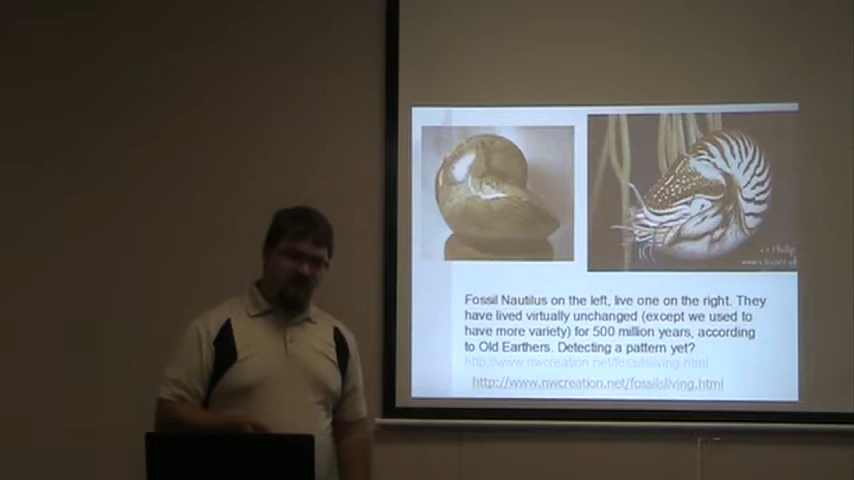 Fossil Nautilus on the left, live one on the right. They
have lived virtually unchanged (except we used to
have more variety) for 500 million years, according
to Old Earthers. Detecting a pattern yet?
http://www.nwcreation.net/fossilsliving.html
http://www.nwcreation.net/fossilsliving.html